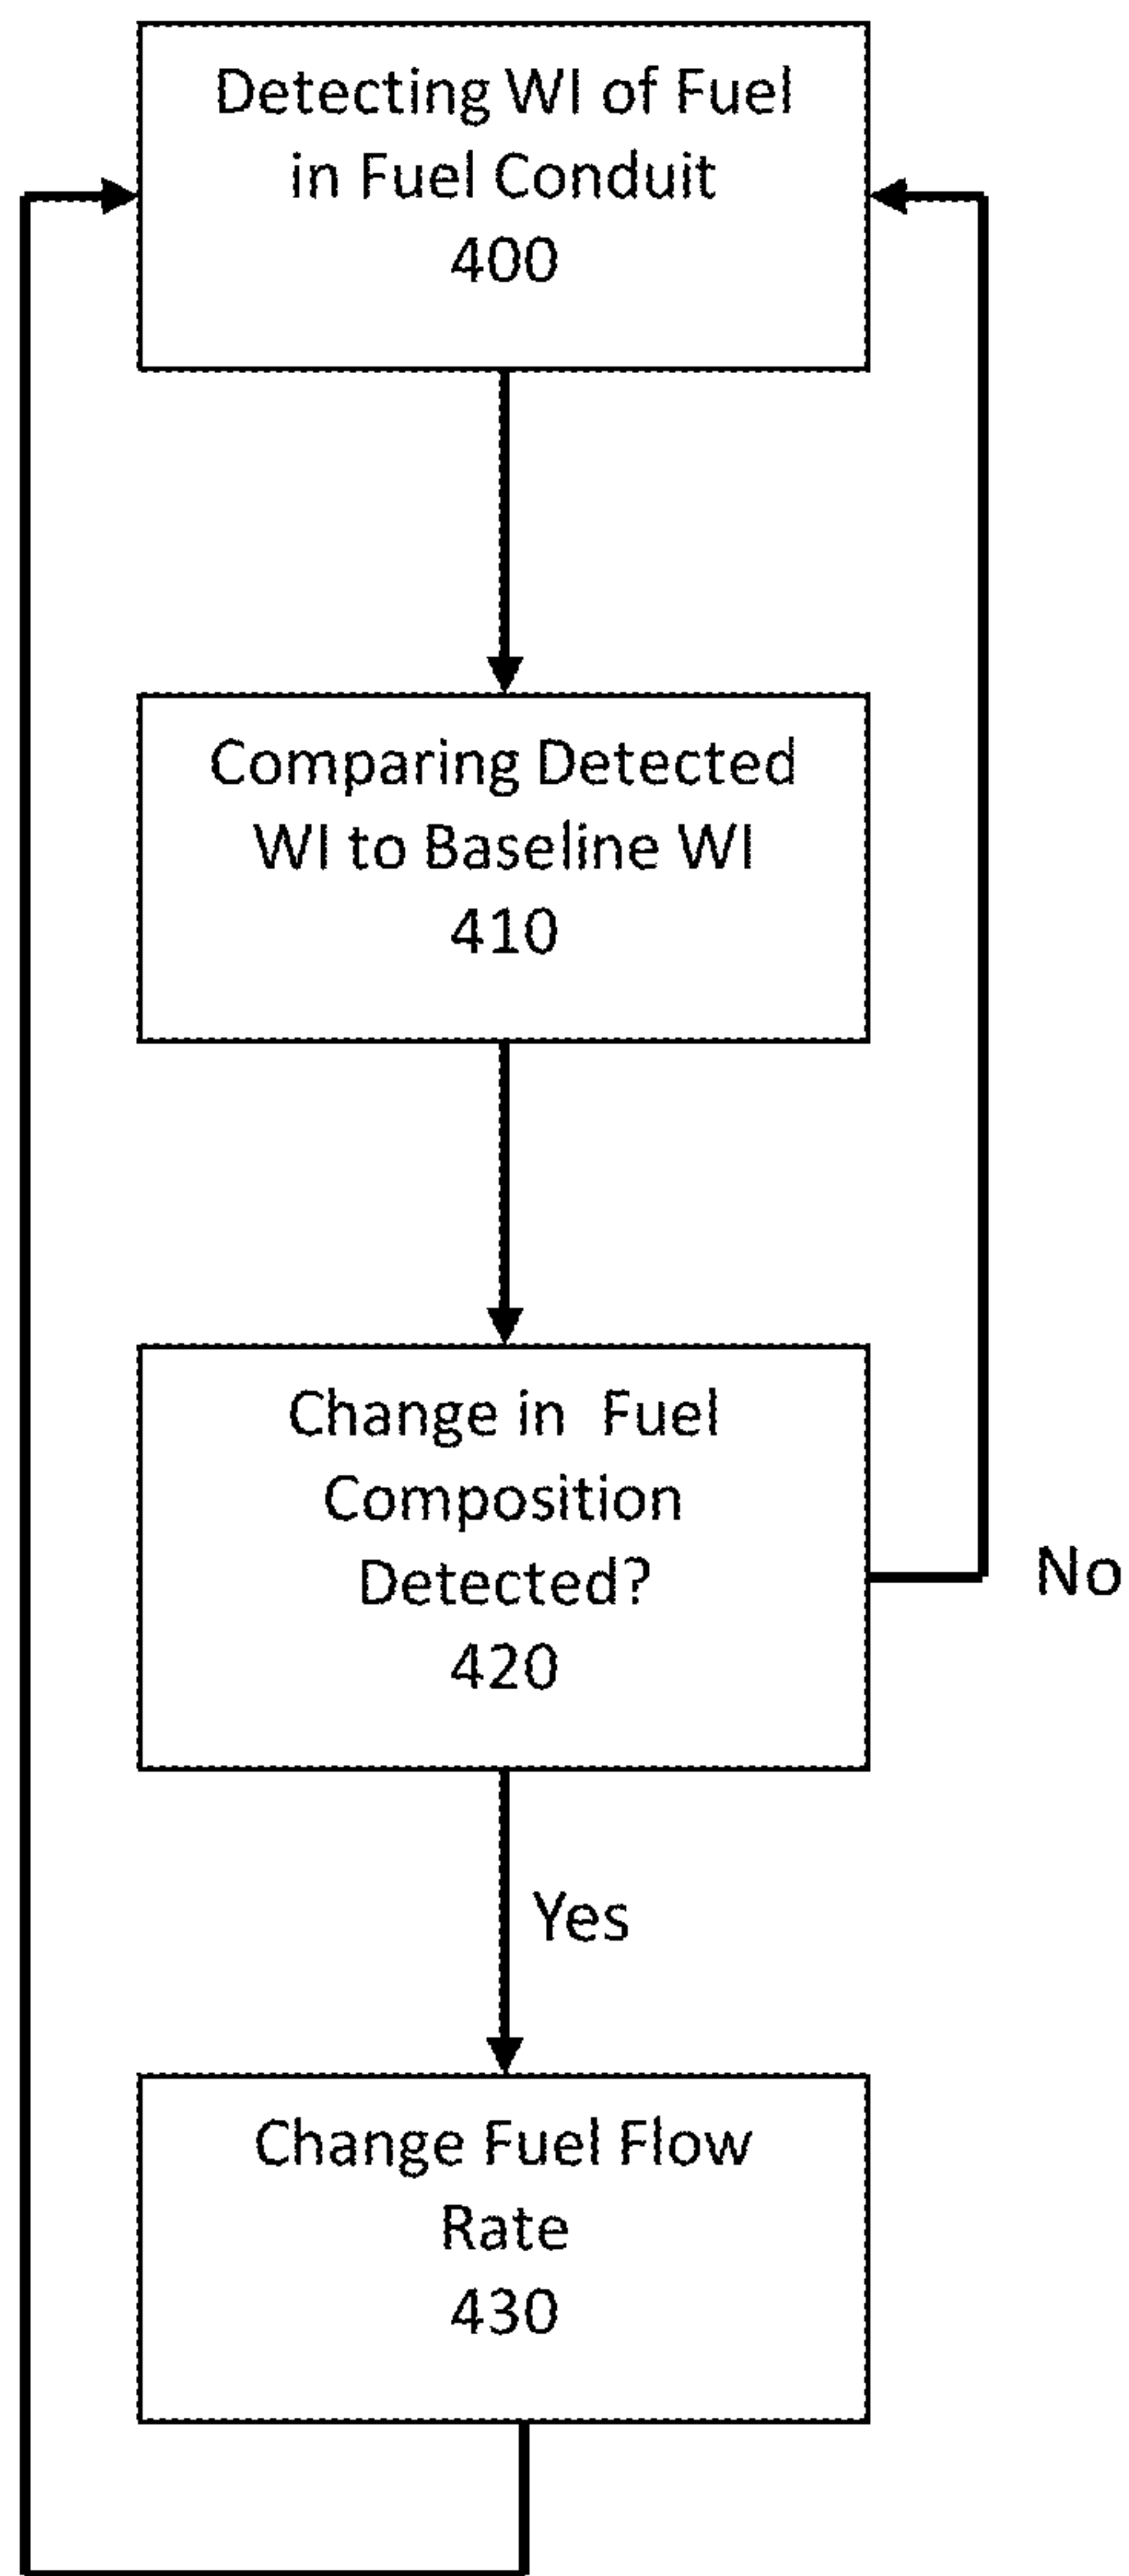 Detecting WI of Fuel
in Fuel Conduit
400
Comparing Detected
WI to Baseline WI
410
Change in  Fuel
Composition
Detected?
420
No
Yes
Change Fuel Flow
Rate
430